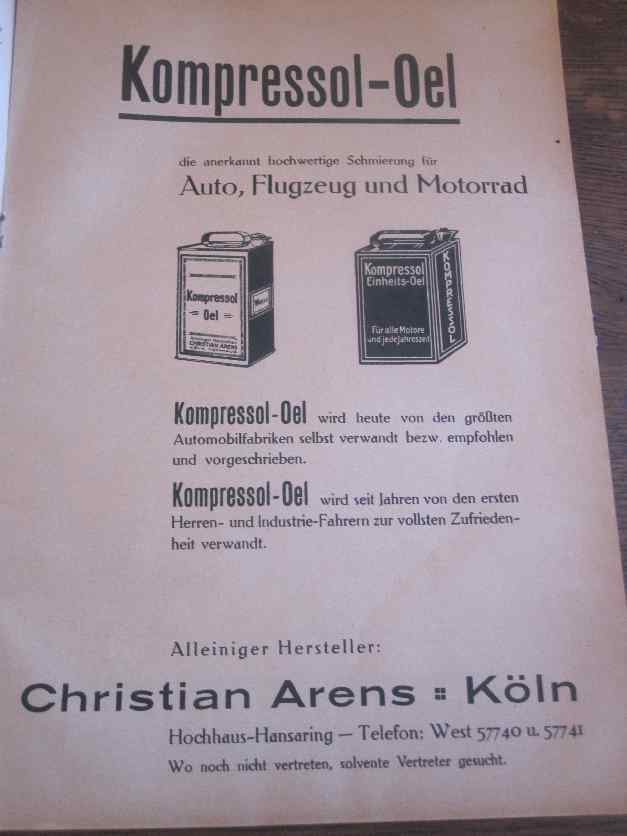 Kompressol-Oel
die anerkannt hochwertige Schmierung für
Auto, Flugzeug und Motorrad
Kompressol
= Oel =
CHRISTIAN ARENS
Kompressol
Einheits-Oel
Für alle Motore
und jede Jahreszeit
KOMPRESSOL
Kompressol-Oel wird heute von den größten
Automobilfabriken selbst verwandt bezw. empfohlen
und vorgeschrieben.
Kompressol-Oel wird seit Jahren von den ersten
Herren- und Industrie-Fahrern zur vollsten Zufrieden-
heit verwandt.
Alleiniger Hersteller:
Christian Arens Köln
Hochhaus-Hansaring — Telefon: West 57740 u. 57741
Wo noch nicht vertreten, solvente Vertreter gesucht.